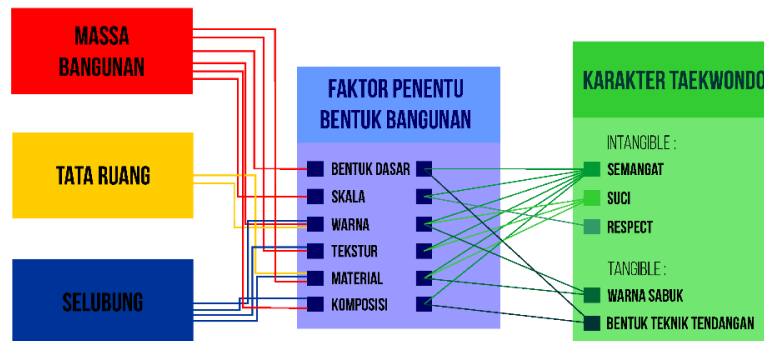 MASSA
BANGUNAN
TATA RUANG
SELUBUNG
FAKTOR PENENTU
BENTUK BANGUNAN
BENTUK DASAR
SKALA
WARNA
TEKSTUR
MATERIAL
KOMPOSISI
KARAKTER TAEKWONDO
INTANGIBLE :
SEMANGAT
SUCI
RESPECT
TANGIBLE :
WARNA SABUK
BENTUK TEKNIK TENDANGAN